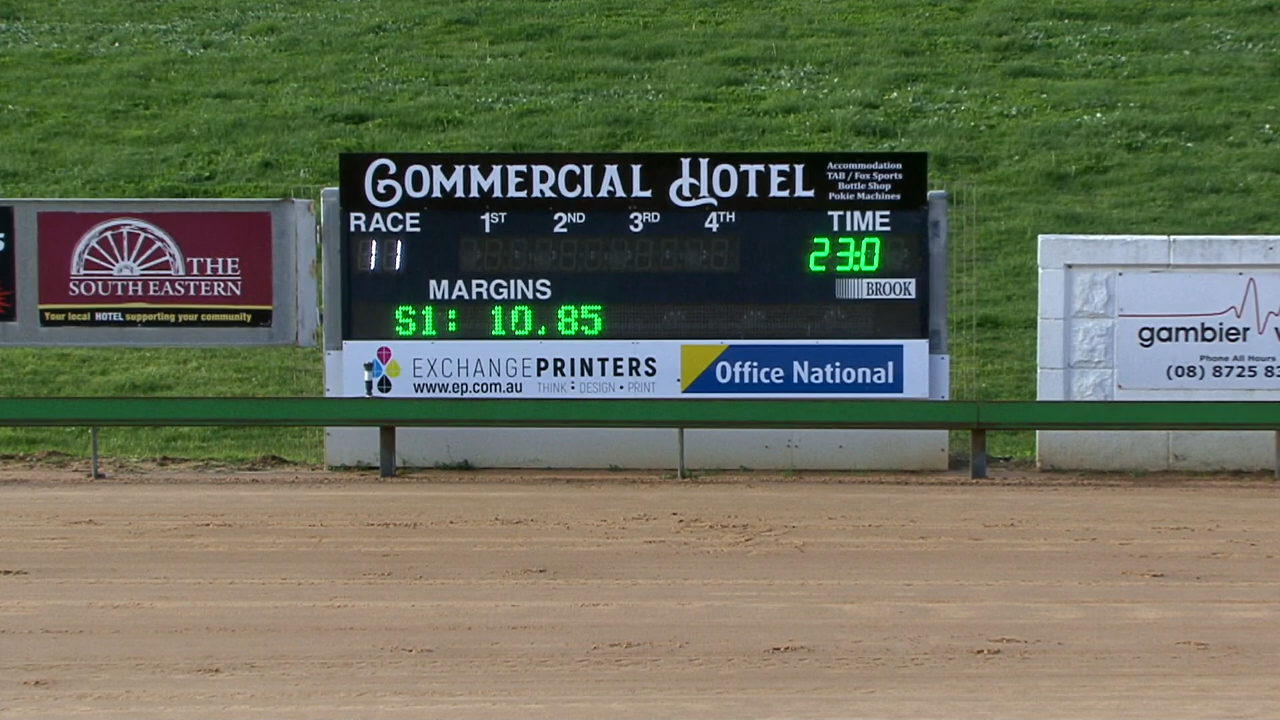 COMMERCIAL HOTEL
Accommodation
TAB / Fox Sports
Bottle Shop
Pokie Machines
RACE 1ST 2ND 3RD 4TH TIME
11 23:0
MARGINS
BROOK
S1: 10.85
EXCHANGEPRINTERS
www.ep.com.au THINK : DESIGN · PRINT
Office National
THE
SOUTH EASTERN
Your local HOTEL supporting your community
gambier
Phone All Hours
(08) 8725 83